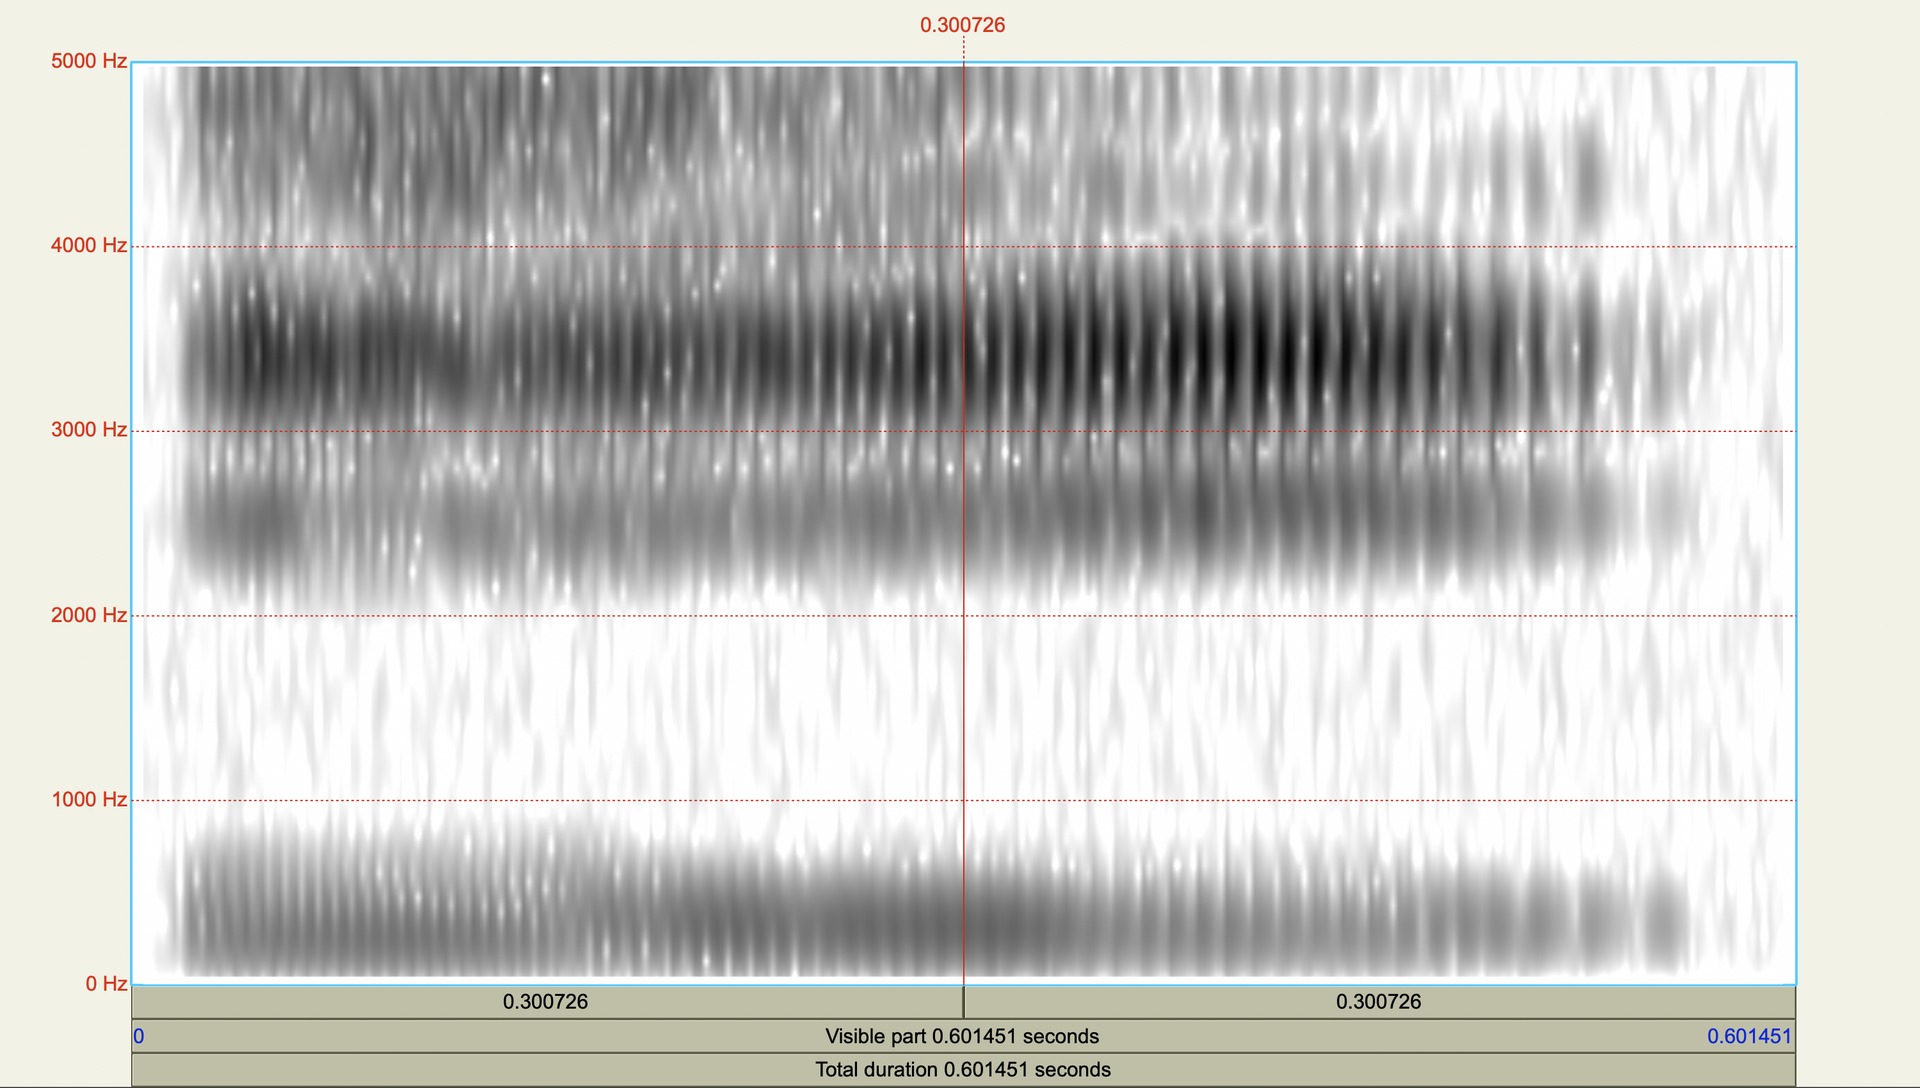 0.300726
5000 Hz
4000 Hz
3000 Hz
2000 Hz
1000 Hz
0 Hz
0.300726 0.300726
0 Visible part 0.601451 seconds 0.601451
Total duration 0.601451 seconds